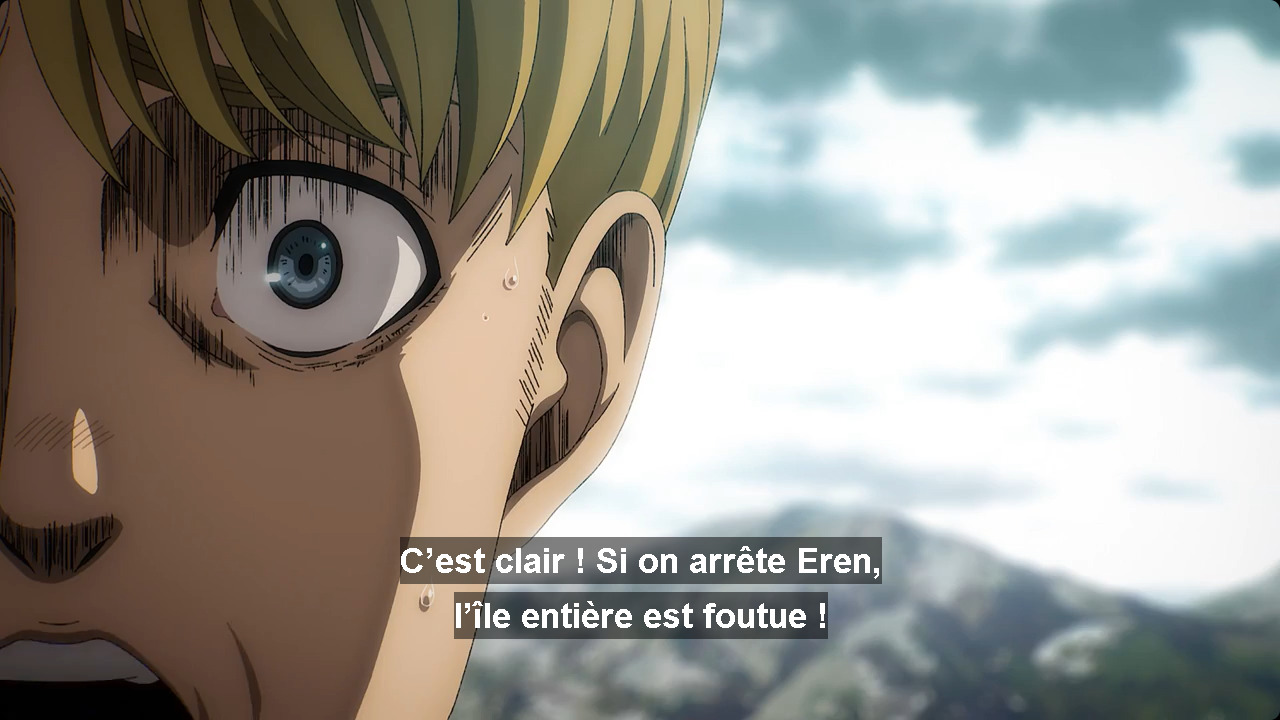 C’est clair ! Si on arrête Eren,
l’île entière est foutue !